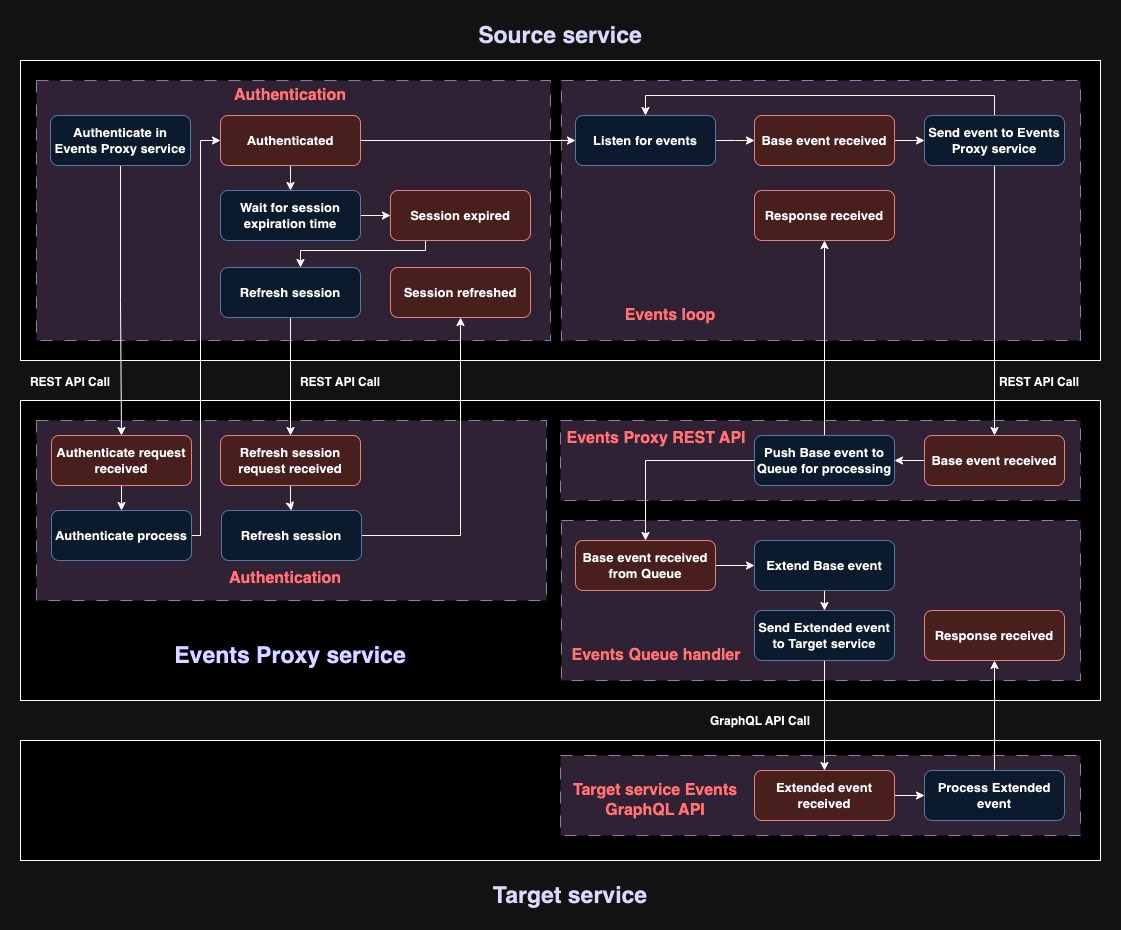 Source service
Authentication
Authenticate in
Events Proxy service
Authenticated
Listen for events
Base event received
Send event to Events
Proxy service
Wait for session
expiration time
Session expired
Response received
Refresh session
Session refreshed
Events loop
REST API Call
REST API Call
REST API Call
Authenticate request
received
Refresh session
request received
Events Proxy REST API
Push Base event to
Queue for processing
Base event received
Authenticate process
Refresh session
Authentication
Base event received
from Queue
Extend Base event
Send Extended event
to Target service
Response received
Events Proxy service
Events Queue handler
GraphQL API Call
Target service Events
GraphQL API
Extended event
received
Process Extended
event
Target service